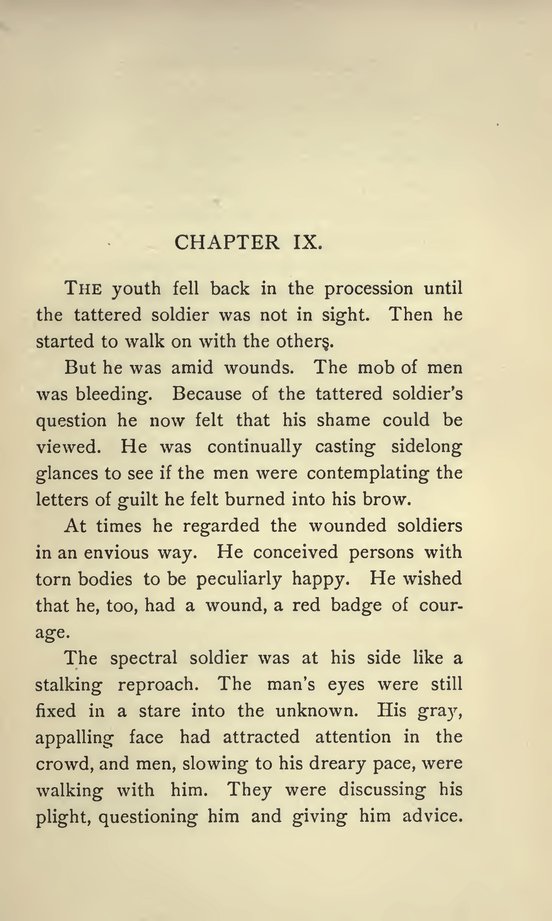 CHAPTER IX.
THE youth fell back in the procession until
the tattered soldier was not in sight. Then he
started to walk on with the others.
But he was amid wounds. The mob of men
was bleeding. Because of the tattered soldier's
question he now felt that his shame could be
viewed. He was continually casting sidelong
glances to see if the men were contemplating the
letters of guilt he felt burned into his brow.
At times he regarded the wounded soldiers
in an envious way. He conceived persons with
torn bodies to be peculiarly happy. He wished
that he, too, had a wound, a red badge of cour-
age.
The spectral soldier was at his side like a
stalking reproach. The man's eyes were still
fixed in a stare into the unknown. His gray,
appalling face had attracted attention in the
crowd, and men, slowing to his dreary pace, were
walking with him. They were discussing his
plight, questioning him and giving him advice.